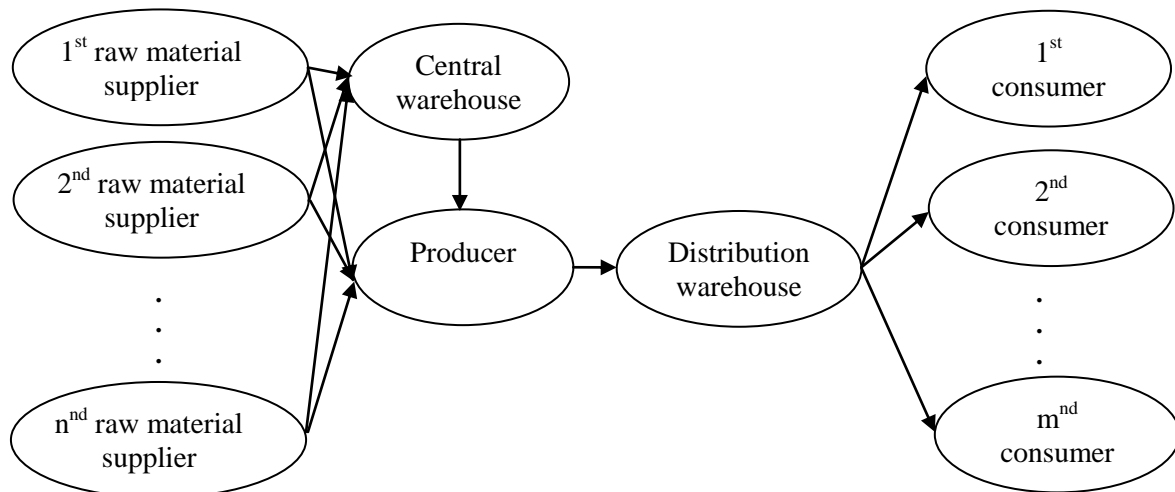 1st raw material
supplier
Central
warehouse
1st
consumer
2nd raw material
supplier
2nd
consumer
Producer
Distribution
warehouse
.
.
.
.
.
.
nnd raw material
supplier
mnd
consumer